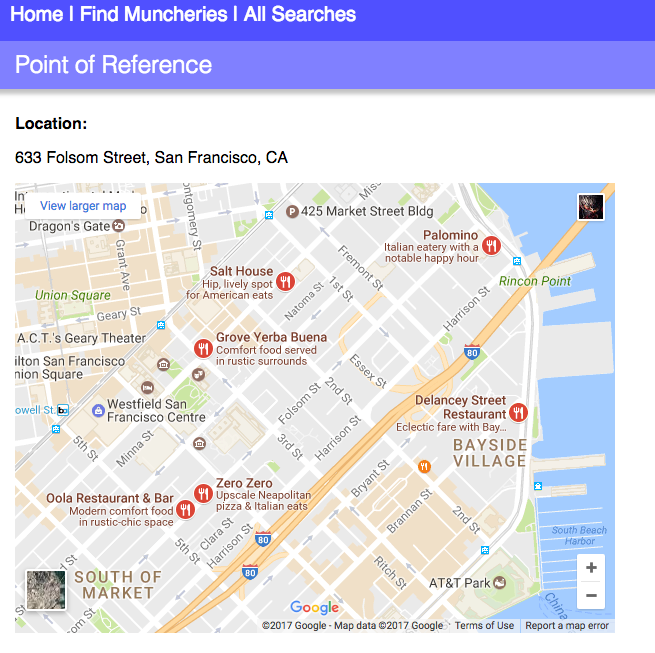 Home | Find Muncheries | All Searches
Point of Reference
Location:
633 Folsom Street, San Francisco, CA
View larger map
Dragon's Gate
Grant Ave
425 Market Street Bldg
Palomino
Italian eatery with a
notable happy hour
Rincon Point
Salt House
Hip, lively spot
for American eats
Fremont St
1st St
Natoma St
Harrison St
Union Square
Geary St
A.C.T.'s Geary Theater
Grove Yerba Buena
Comfort food served
in rustic surrounds
80
ilton San Francisco
nion Square
Essex St
Westfield San
Francisco Centre
owell St.
Folsom St
2nd St
Delancey Street
Restaurant
Eclectic fare with Bay...
BAYSIDE
VILLAGE
5th St
Minna St
3rd St
Harrison St
Bryant St
Zero Zero
Upscale Neapolitan
pizza & Italian eats
Oola Restaurant & Bar
Modern comfort food
in rustic-chic space
Brannan St
2nd St
Clara St
5th St
Harrison St
80
80
South Beach
Harbor
Ritch St
SOUTH OF
MARKET
AT&T Park
+
−
Google
©2017 Google - Map data ©2017 Google
Terms of Use
Report a map error